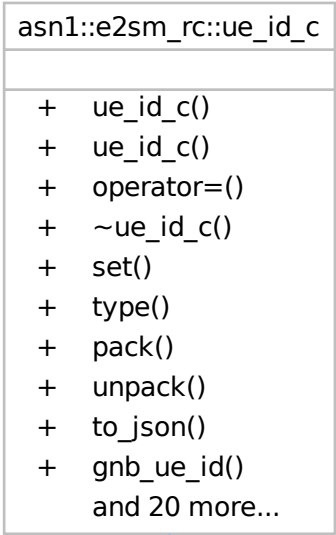 asn1::e2sm_rc::ue_id_c
+ ue_id_c()
+ ue_id_c()
+ operator=()
+ ~ue_id_c()
+ set()
+ type()
+ pack()
+ unpack()
+ to_json()
+ gnb_ue_id()
and 20 more...